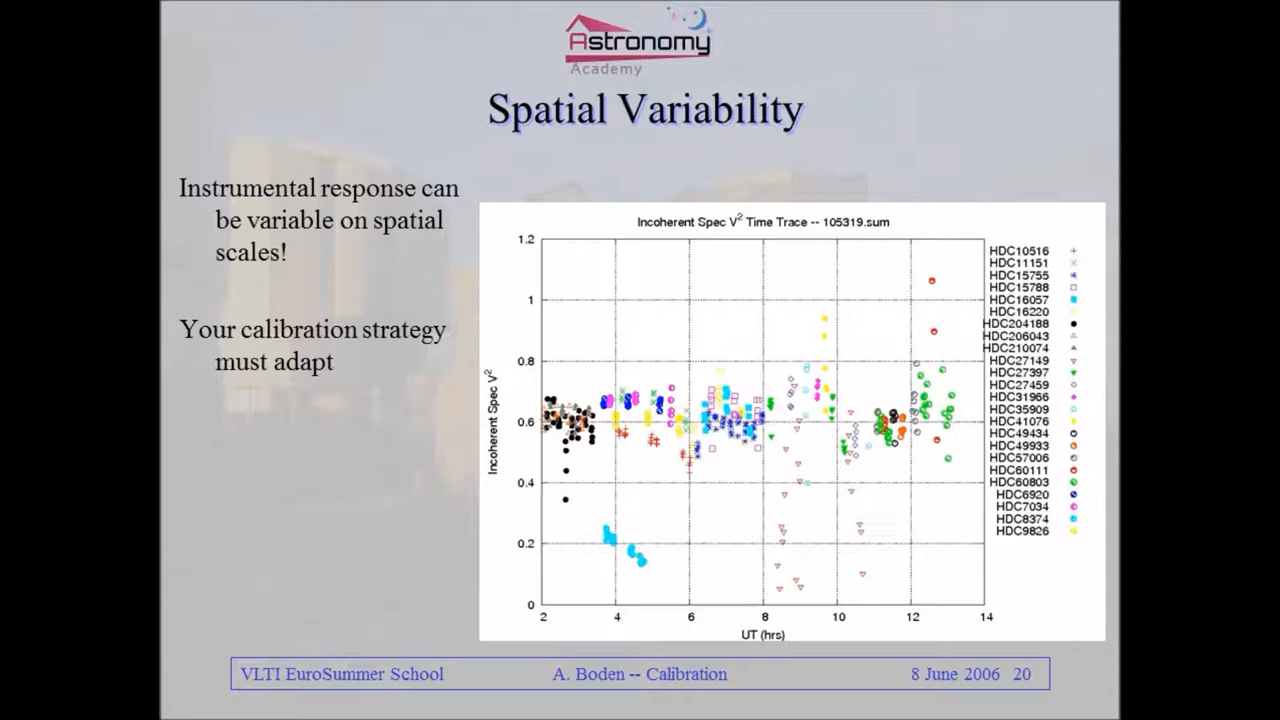 Astronomy
Academy
Spatial Variability
Instrumental response can
be variable on spatial
scales!
Your calibration strategy
must adapt
Incoherent Spec V2 Time Trace -- 105319.sum
Incoherent Spec V2
1.2
1
0.8
0.6
0.4
0.2
0
2 4 6 8 10 12 14
UT (hrs)
HDC10516
HDC11151
HDC15755
HDC15788
HDC16057
HDC16220
HDC204188
HDC206043
HDC210074
HDC27149
HDC27397
HDC27459
HDC31966
HDC35909
HDC41076
HDC49434
HDC49933
HDC57006
HDC60111
HDC60803
HDC6920
HDC7034
HDC8374
HDC9826
VLTI EuroSummer School A. Boden -- Calibration 8 June 2006 20